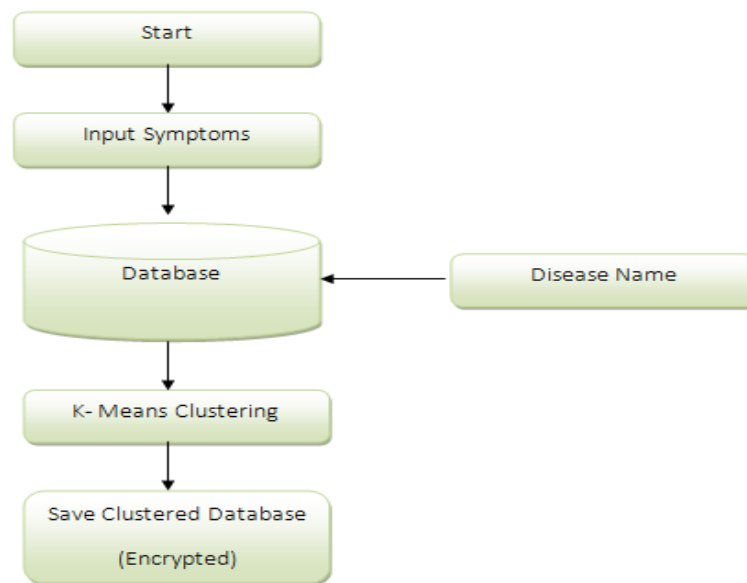 Start
Input Symptoms
Database
Disease Name
K- Means Clustering
Save Clustered Database
(Encrypted)